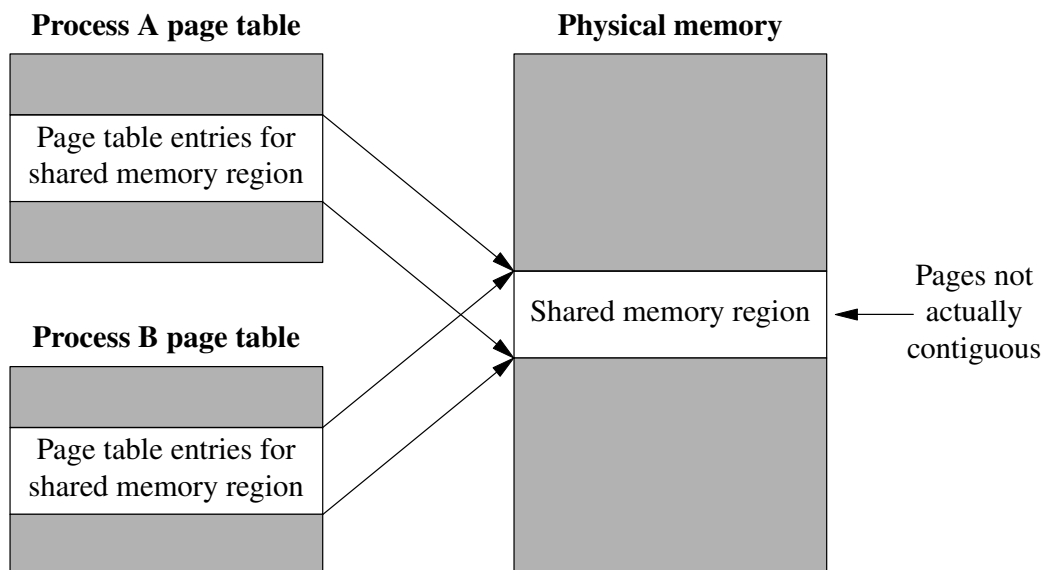 Process A page table
Page table entries for
shared memory region
Process B page table
Page table entries for
shared memory region
Physical memory
Shared memory region
Pages not
actually
contiguous